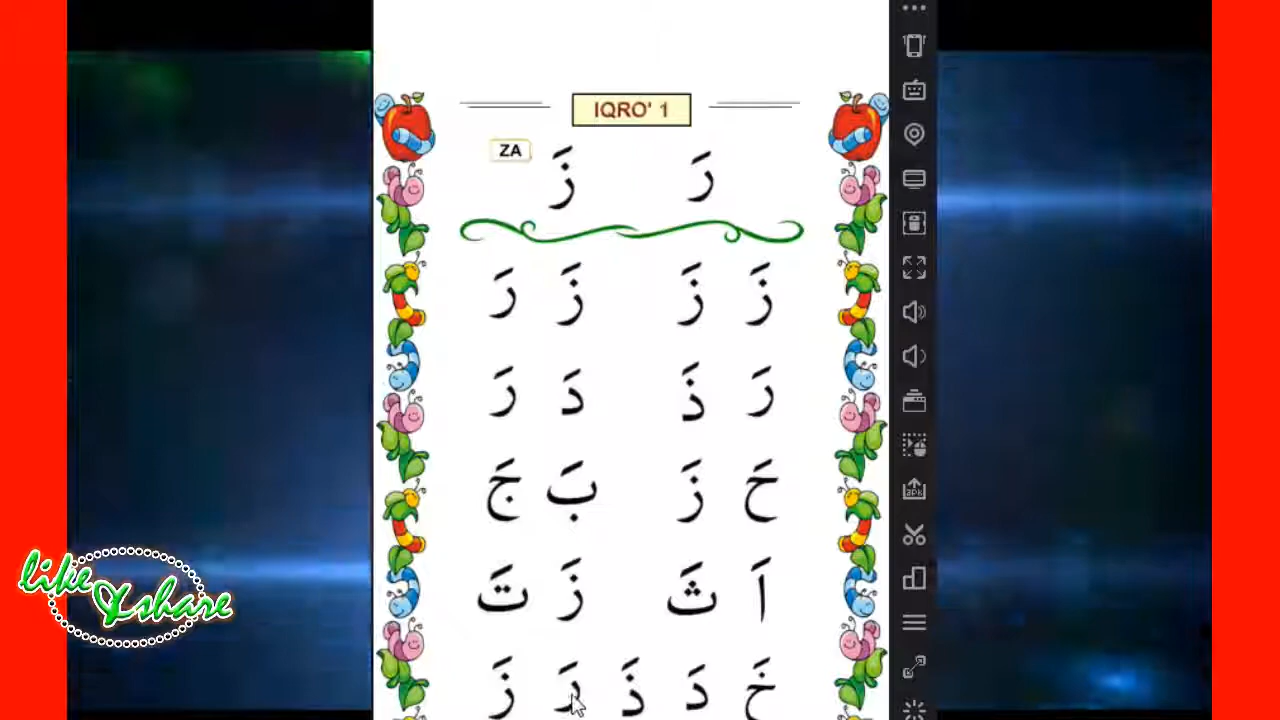 IQRO' 1
ZA
رَ زَ
زَ زَ زَ رَ
رَ ذَ دَ رَ
حَ زَ بَ جَ
اَ ثَ زَ تَ
خَ دَ ذَ رَ زَ
like & share